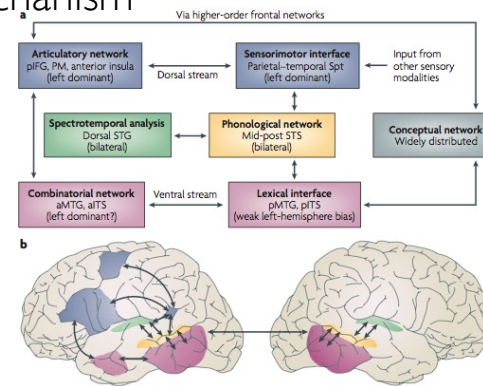 chanism
a
Via higher-order frontal networks
Articulatory network
pIFG, PM, anterior insula
(left dominant)
Dorsal stream
Sensorimotor interface
Parietal–temporal Spt
(left dominant)
Input from
other sensory
modalities
Spectrotemporal analysis
Dorsal STG
(bilateral)
Phonological network
Mid-post STS
(bilateral)
Conceptual network
Widely distributed
Combinatorial network
aMTG, aITS
(left dominant?)
Ventral stream
Lexical interface
pMTG, pITS
(weak left-hemisphere bias)
b